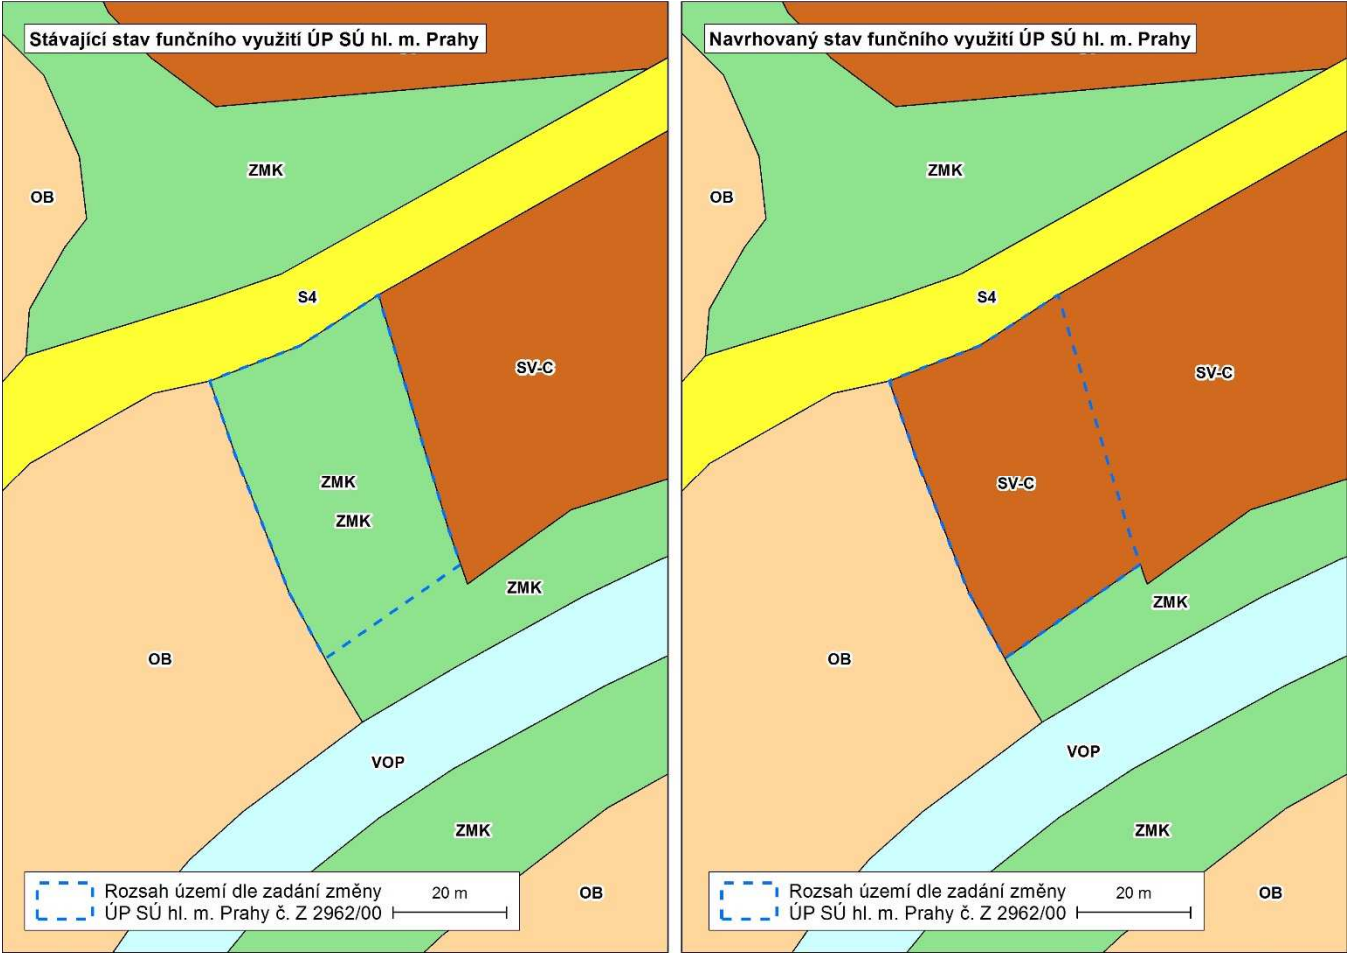 Stávající stav funčního využití ÚP SÚ hl. m. Prahy
ZMK
OB
S4
SV-C
ZMK
ZMK
ZMK
OB
VOP
ZMK
OB
Rozsah území dle zadání změny
ÚP SÚ hl. m. Prahy č. Z 2962/00
20 m
Navrhovaný stav funčního využití ÚP SÚ hl. m. Prahy
ZMK
OB
S4
SV-C
SV-C
ZMK
OB
VOP
ZMK
OB
Rozsah území dle zadání změny
ÚP SÚ hl. m. Prahy č. Z 2962/00
20 m